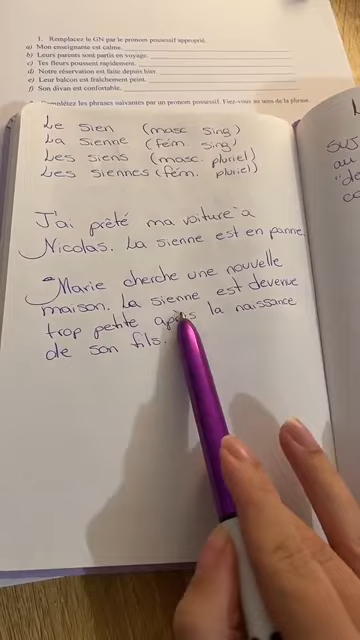 1. Remplacez le GN par le pronom possessif approprié.
a) Mon enseignante est calme.
b) Leurs parents sont partis en voyage.
c) Tes fleurs poussent rapidement.
d) Notre réservation est faite depuis hier.
e) Leur balcon est fraîchement peint.
f) Son divan est confortable.
Complétez les phrases suivantes par un pronom possessif. Fiez-vous au sens de la phrase.
Le sien (masc sing)
La sienne (fém. sing)
Les siens (masc. pluriel)
Les siennes (fém. pluriel)
J'ai prêté ma voiture à
Nicolas. La sienne est en panne.
Marie cherche une nouvelle
maison. La sienne est devenue
trop petite après la naissance
de son fils.
au
"de